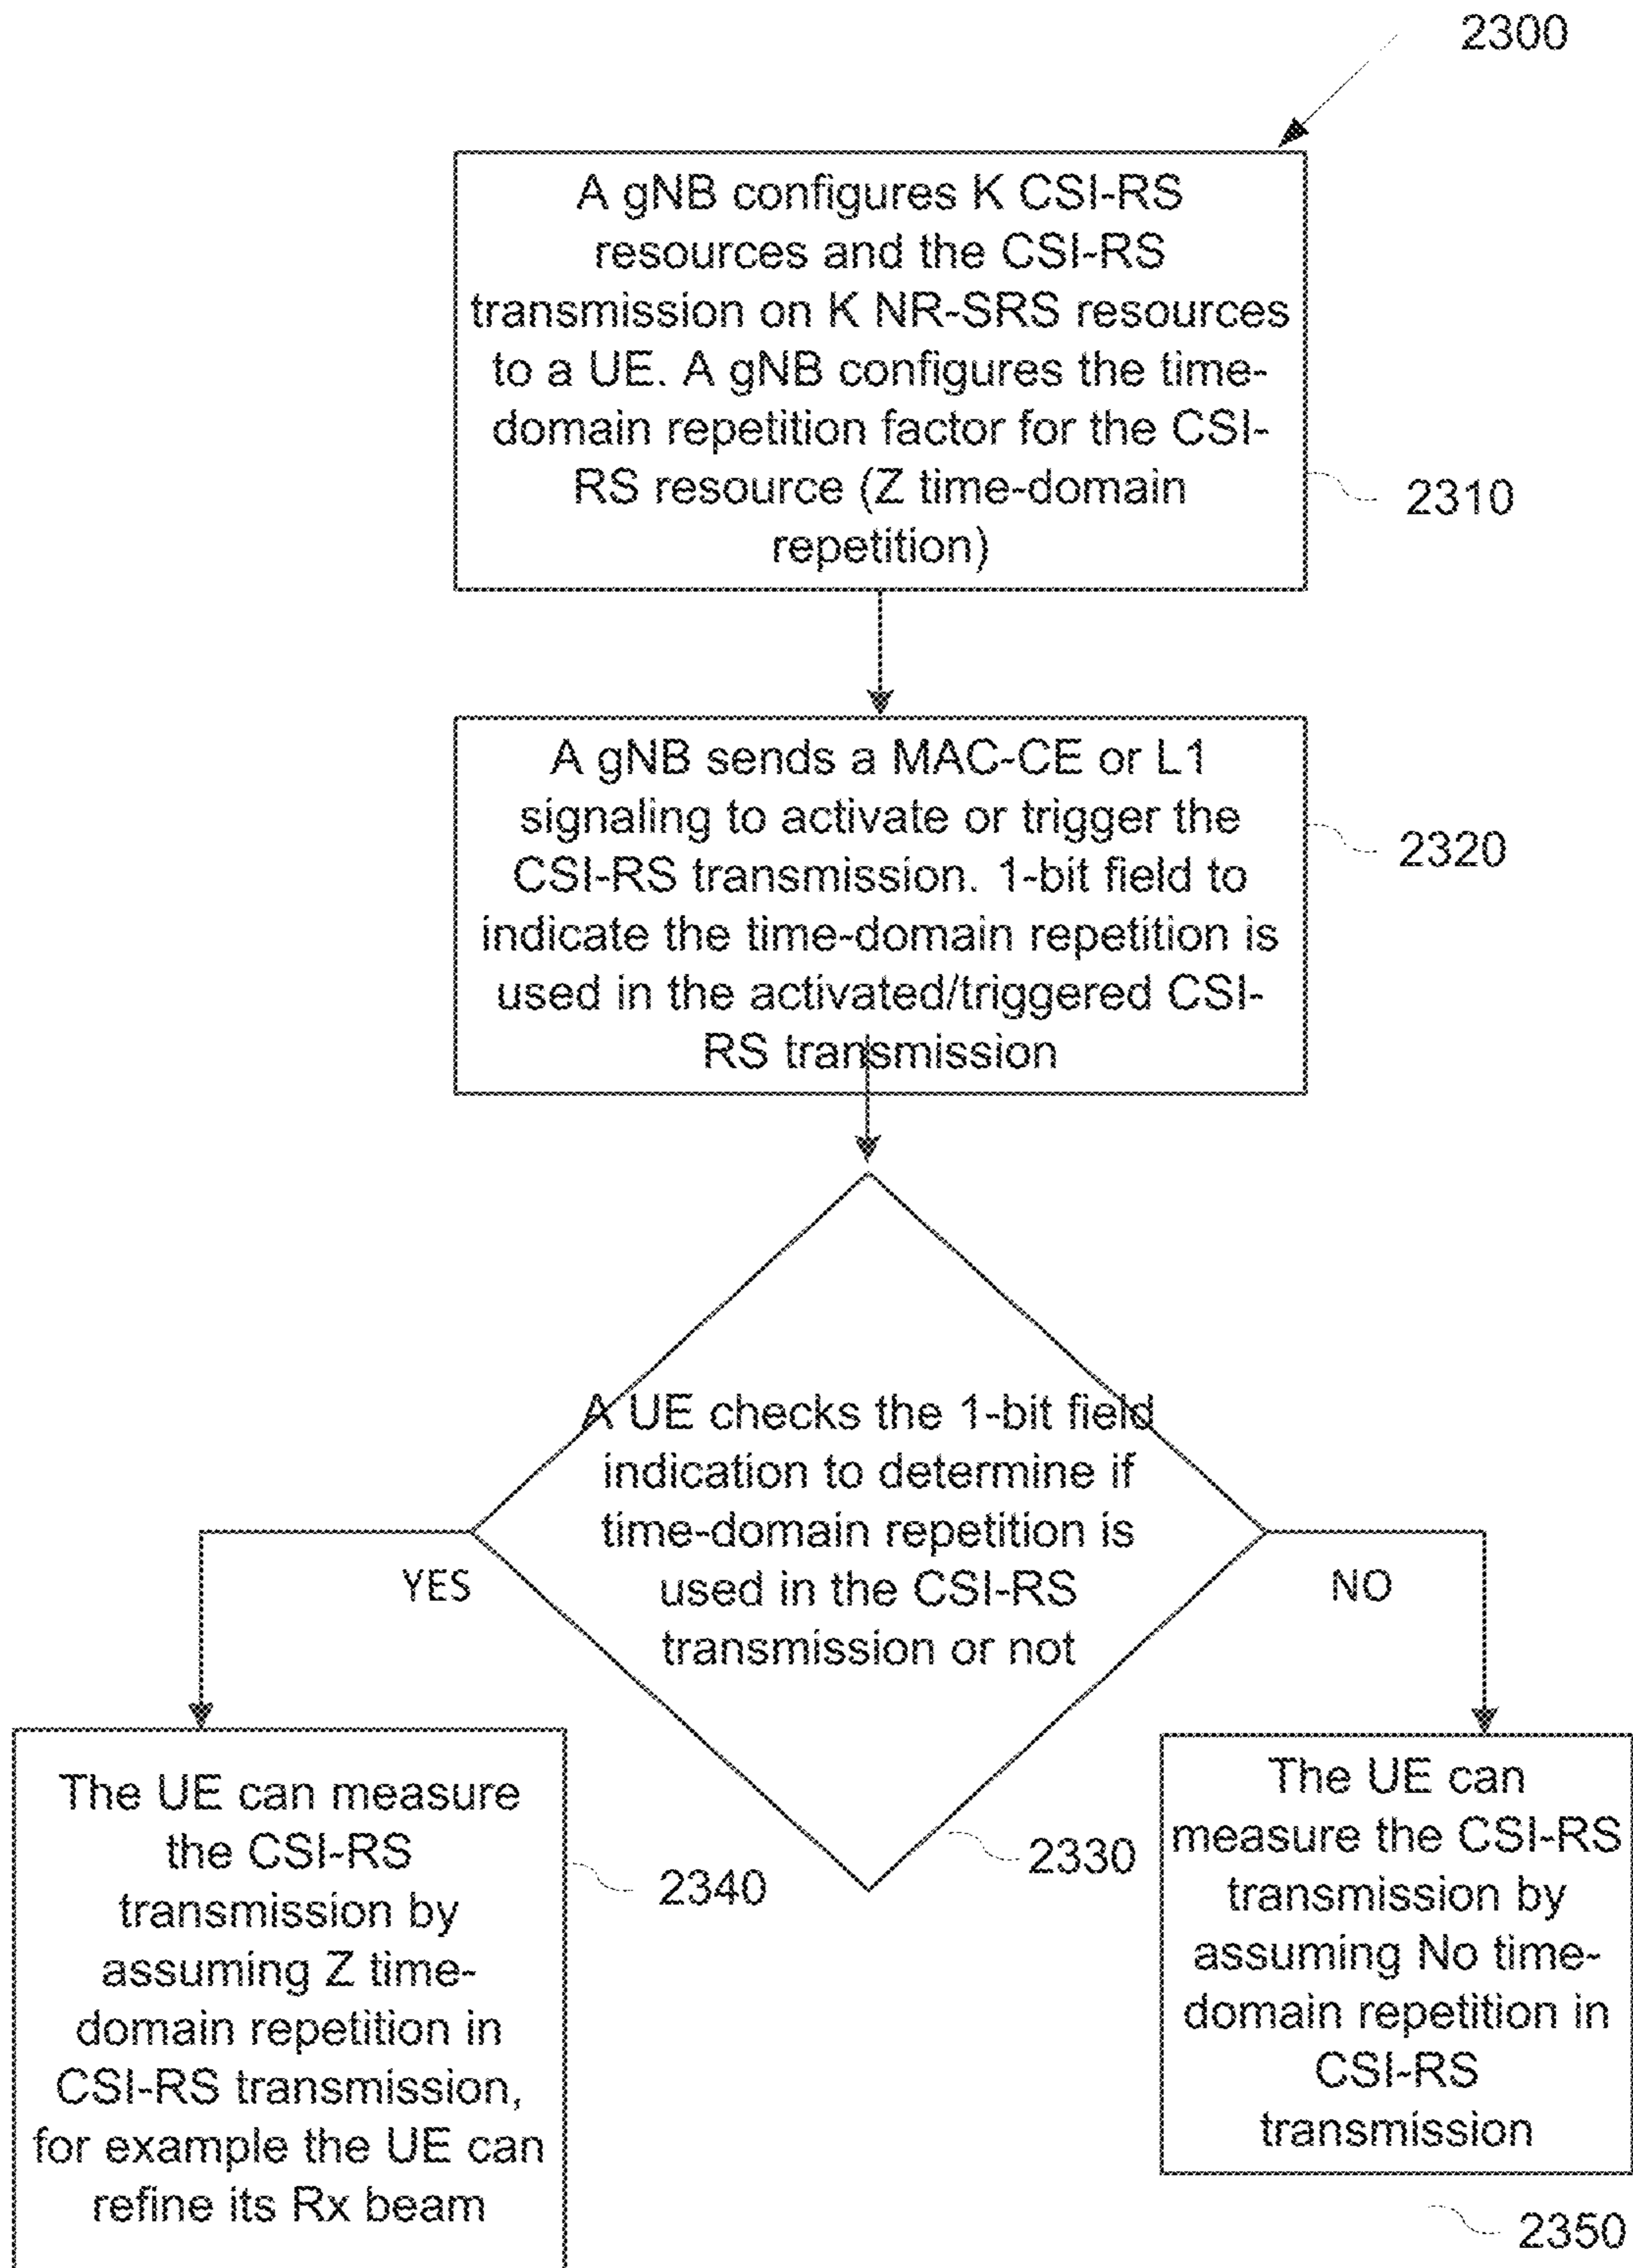 2300
A gNB configures K CSI-RS
resources and the CSI-RS
transmission on K NR-SRS resources
to a UE. A gNB configures the time-
domain repetition factor for the CSI-
RS resource (Z time-domain
repetition)
2310
A gNB sends a MAC-CE or L1
signaling to activate or trigger the
CSI-RS transmission. 1-bit field to
indicate the time-domain repetition is
used in the activated/triggered CSI-
RS transmission
2320
A UE checks the 1-bit field
indication to determine if
time-domain repetition is
used in the CSI-RS
transmission or not
YES
NO
2330
The UE can measure
the CSI-RS
transmission by
assuming Z time-
domain repetition in
CSI-RS transmission,
for example the UE can
refine its Rx beam
2340
The UE can
measure the CSI-RS
transmission by
assuming No time-
domain repetition in
CSI-RS
transmission
2350